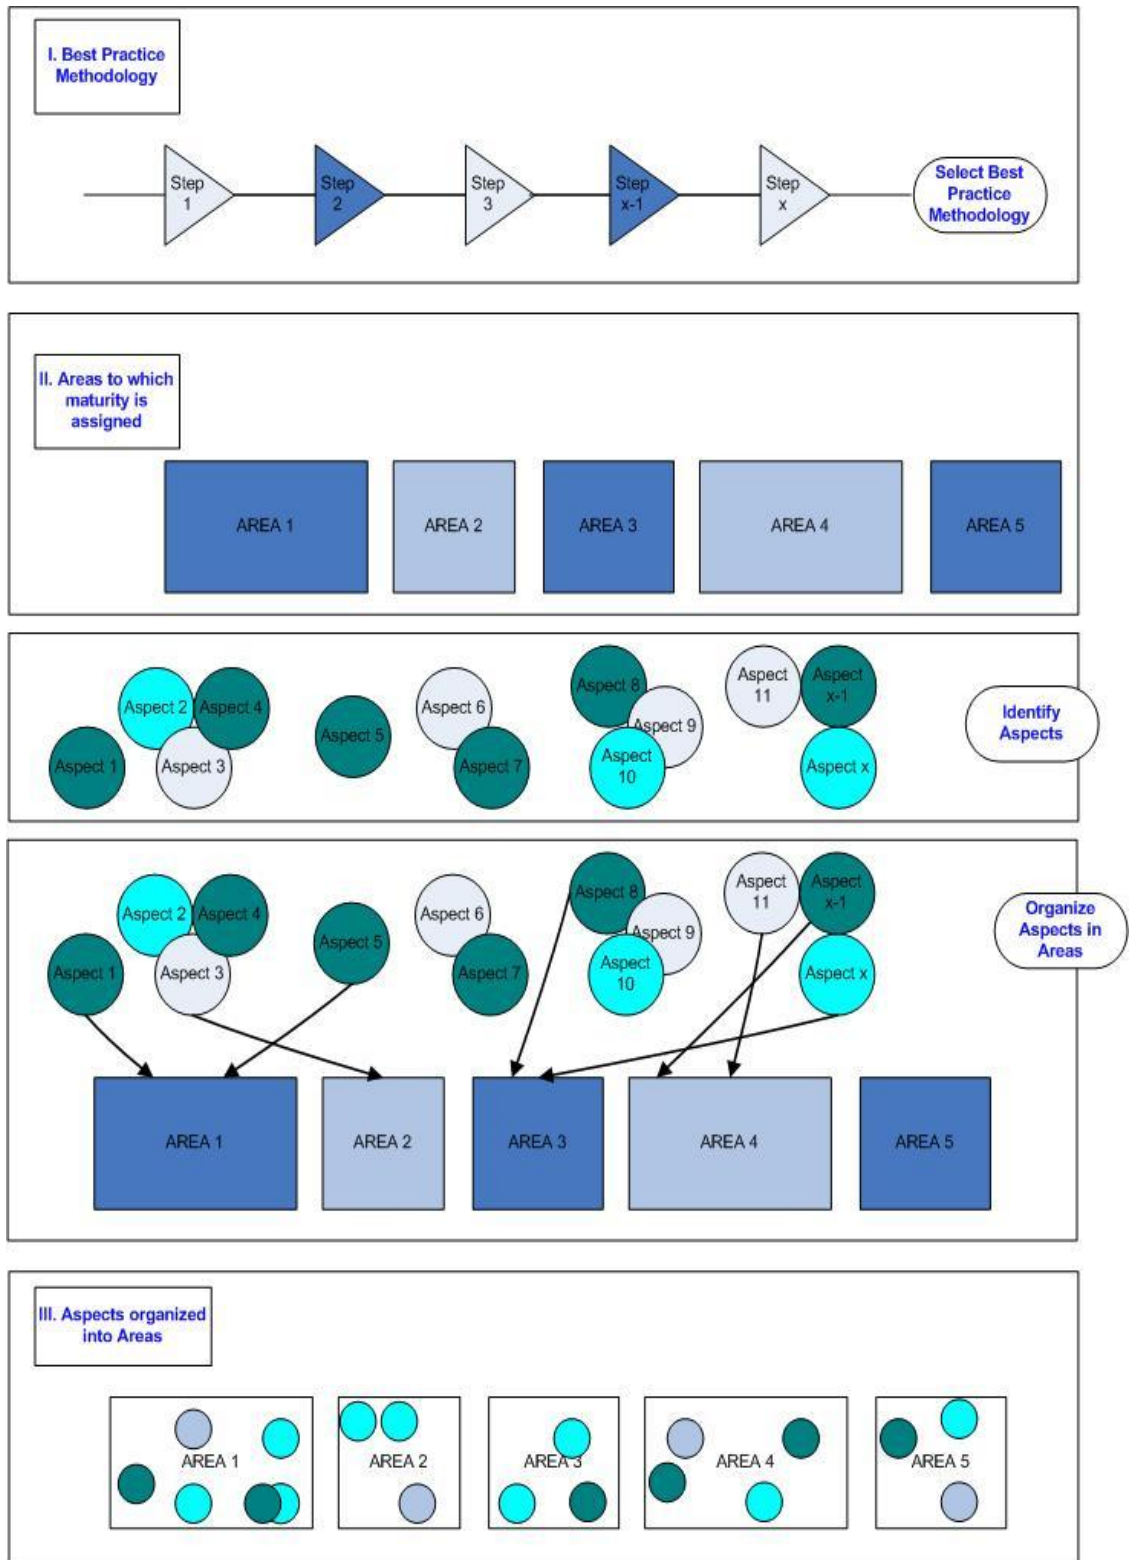 I. Best Practice
Methodology
Step
1
Step
2
Step
3
Step
x-1
Step
x
Select Best
Practice
Methodology
II. Areas to which
maturity is
assigned
AREA 1
AREA 2
AREA 3
AREA 4
AREA 5
Aspect 1
Aspect 2
Aspect 3
Aspect 4
Aspect 5
Aspect 6
Aspect 7
Aspect 8
Aspect 9
Aspect
10
Aspect
11
Aspect
x-1
Aspect x
Identify
Aspects
Aspect 1
Aspect 2
Aspect 3
Aspect 4
Aspect 5
Aspect 6
Aspect 7
Aspect 8
Aspect 9
Aspect
10
Aspect
11
Aspect
x-1
Aspect x
Organize
Aspects in
Areas
AREA 1
AREA 2
AREA 3
AREA 4
AREA 5
III. Aspects organized
into Areas
AREA 1
AREA 2
AREA 3
AREA 4
AREA 5